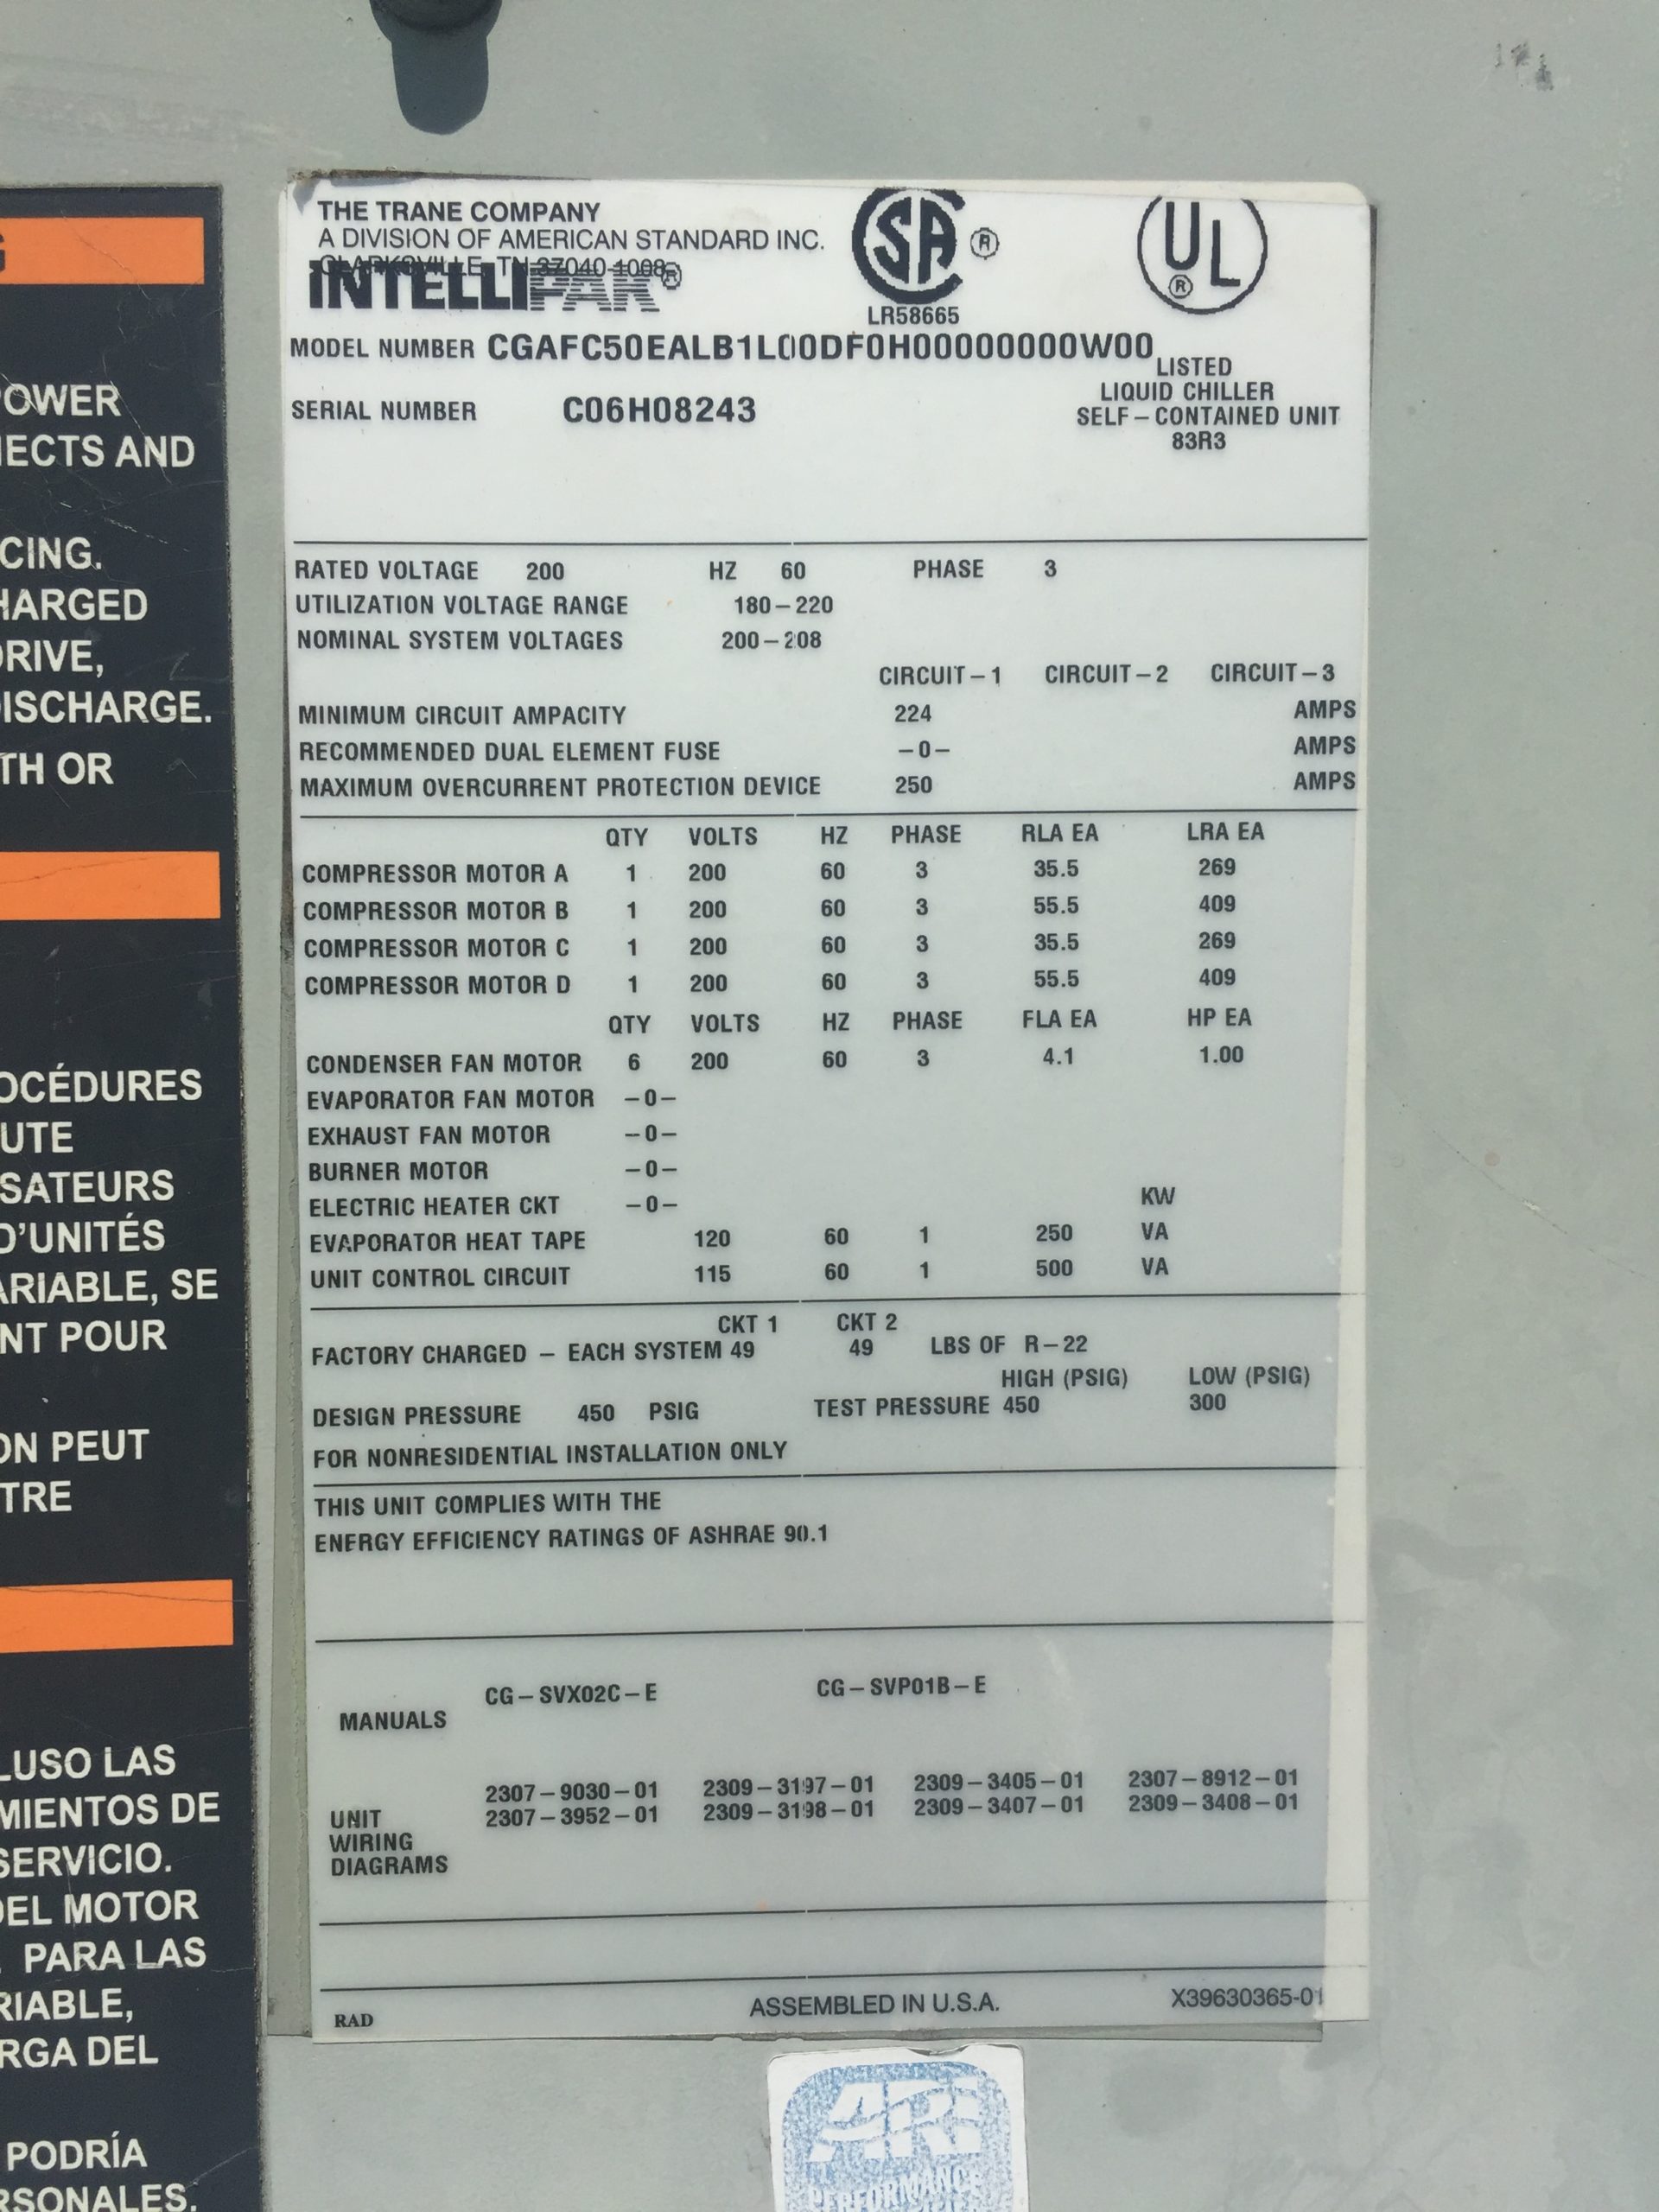 G
POWER
NECTS AND
CING.
HARGED
DRIVE,
DISCHARGE.
TH OR
OCÉDURES
UTE
SATEURS
D'UNITÉS
ARIABLE, SE
NT POUR
ON PEUT
TRE
LUSO LAS
MIENTOS DE
SERVICIO.
DEL MOTOR
PARA LAS
RIABLE,
RGA DEL
PODRÍA
RSONALES.
THE TRANE COMPANY
A DIVISION OF AMERICAN STANDARD INC.
CLARKSVILLE, TN 37040-1008
INTELLIPAK®
SA ®
LR58665
UL ®
MODEL NUMBER CGAFC50EALB1L00DF0H00000000W00
LISTED
LIQUID CHILLER
SERIAL NUMBER C06H08243 SELF-CONTAINED UNIT
83R3
RATED VOLTAGE 200 HZ 60 PHASE 3
UTILIZATION VOLTAGE RANGE 180-220
NOMINAL SYSTEM VOLTAGES 200-208
CIRCUIT-1 CIRCUIT-2 CIRCUIT-3
MINIMUM CIRCUIT AMPACITY 224 AMPS
RECOMMENDED DUAL ELEMENT FUSE -0- AMPS
MAXIMUM OVERCURRENT PROTECTION DEVICE 250 AMPS
QTY VOLTS HZ PHASE RLA EA LRA EA
COMPRESSOR MOTOR A 1 200 60 3 35.5 269
COMPRESSOR MOTOR B 1 200 60 3 55.5 409
COMPRESSOR MOTOR C 1 200 60 3 35.5 269
COMPRESSOR MOTOR D 1 200 60 3 55.5 409
QTY VOLTS HZ PHASE FLA EA HP EA
CONDENSER FAN MOTOR 6 200 60 3 4.1 1.00
EVAPORATOR FAN MOTOR -0-
EXHAUST FAN MOTOR -0-
BURNER MOTOR -0-
ELECTRIC HEATER CKT -0- KW
EVAPORATOR HEAT TAPE 120 60 1 250 VA
UNIT CONTROL CIRCUIT 115 60 1 500 VA
CKT 1 CKT 2
FACTORY CHARGED - EACH SYSTEM 49 49 LBS OF R-22
HIGH (PSIG) LOW (PSIG)
DESIGN PRESSURE 450 PSIG TEST PRESSURE 450 300
FOR NONRESIDENTIAL INSTALLATION ONLY
THIS UNIT COMPLIES WITH THE
ENERGY EFFICIENCY RATINGS OF ASHRAE 90.1
CG-SVX02C-E CG-SVP01B-E
MANUALS
2307-9030-01 2309-3197-01 2309-3405-01 2307-8912-01
UNIT 2307-3952-01 2309-3198-01 2309-3407-01 2309-3408-01
WIRING
DIAGRAMS
RAD ASSEMBLED IN U.S.A. X39630365-01
ARI
PERFORMANCE